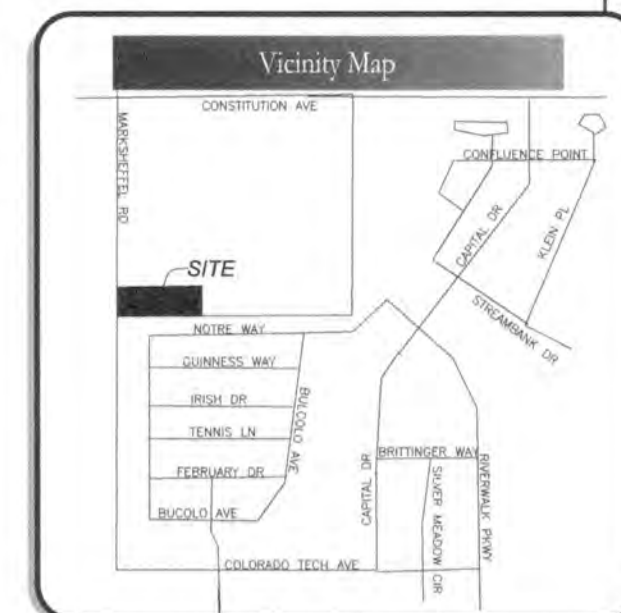 Vicinity Map
CONSTITUTION AVE
MARKSHEFFEL RD
CONFLUENCE POINT
CAPITAL DR
KLEIN PL
SITE
STREAMBANK DR
NOTRE WAY
GUINNESS WAY
IRISH DR
BULCOLO AVE
TENNIS LN
FEBRUARY DR
BUCOLO AVE
CAPITAL DR
BRITTINGER WAY
SILVER MEADOW CIR
RIVERWALK PKWY
COLORADO TECH AVE